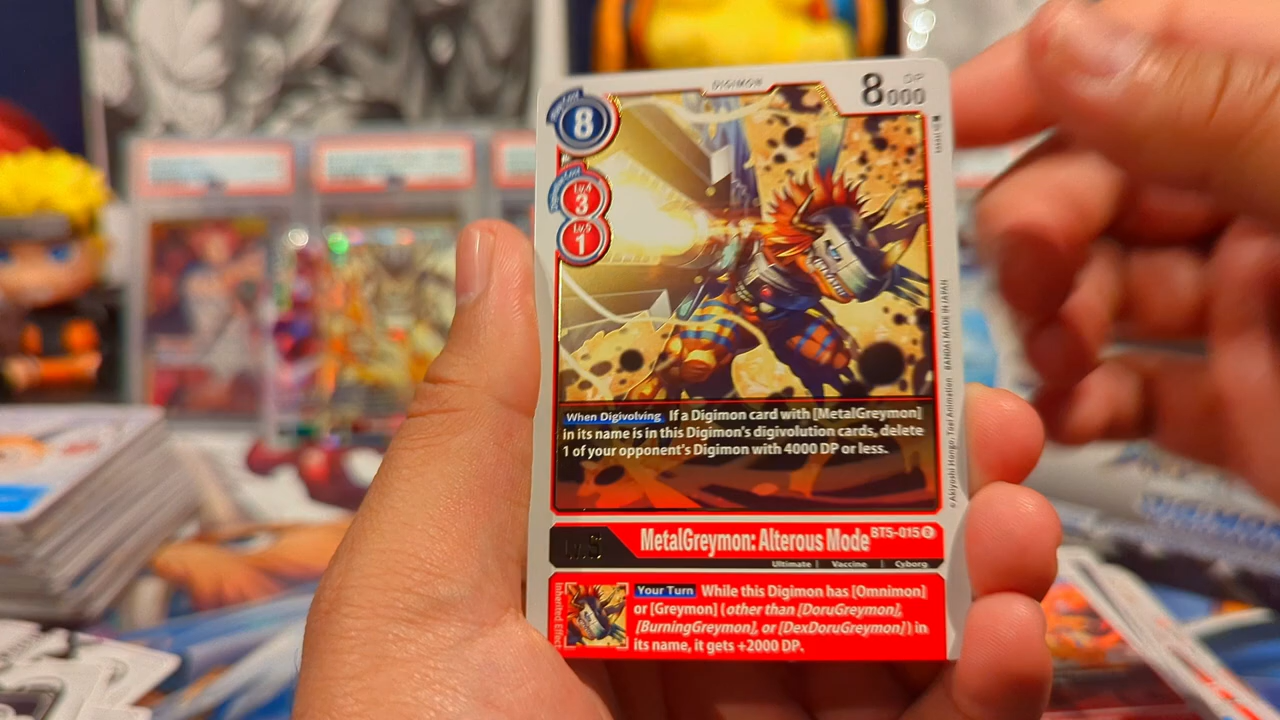 DIGIMON
8000
DP
8
Lv.4
3
Lv.5
1
When Digivolving If a Digimon card with [MetalGreymon]
in its name is in this Digimon's digivolution cards, delete
1 of your opponent's Digimon with 4000 DP or less.
© Akiyoshi Hongo, Toei Animation BANDAI MADE IN JAPAN
Lv.5
MetalGreymon: Alterous Mode BT5-015
Ultimate | Vaccine | Cyborg
Inherited Effect
Your Turn While this Digimon has [Omnimon]
or [Greymon] (other than [DoruGreymon],
[BurningGreymon], or [DexDoruGreymon]) in
its name, it gets +2000 DP.